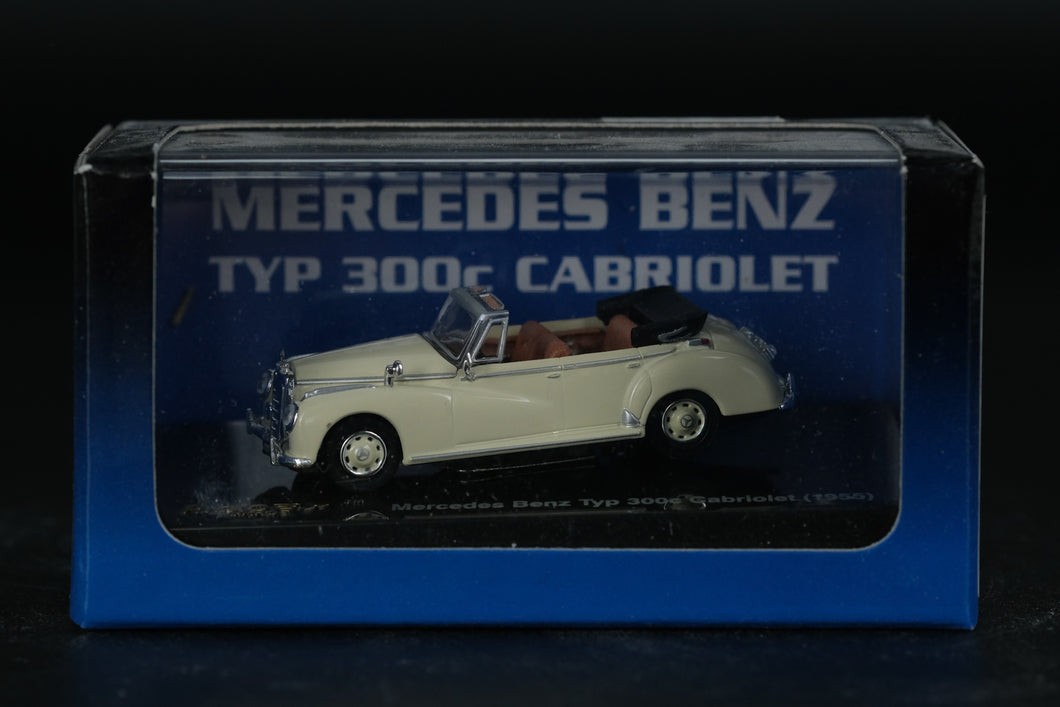 MERCEDES BENZ
TYP 300c CABRIOLET
Mercedes Benz Typ 300c Cabriolet (1955)